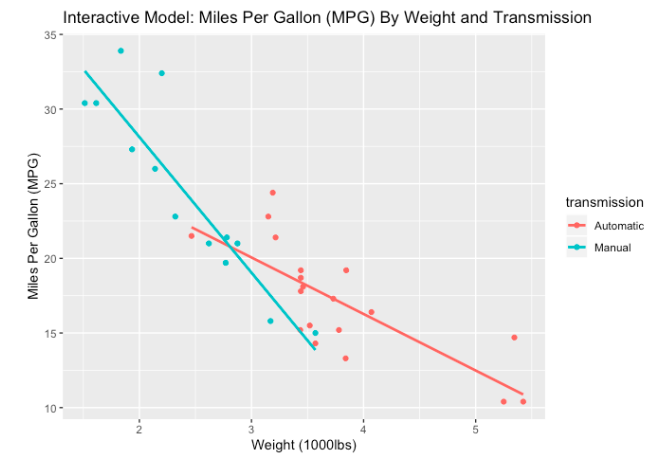 Interactive Model: Miles Per Gallon (MPG) By Weight and Transmission
35
30
25
20
15
10
Miles Per Gallon (MPG)
2
3
4
5
Weight (1000lbs)
transmission
Automatic
Manual